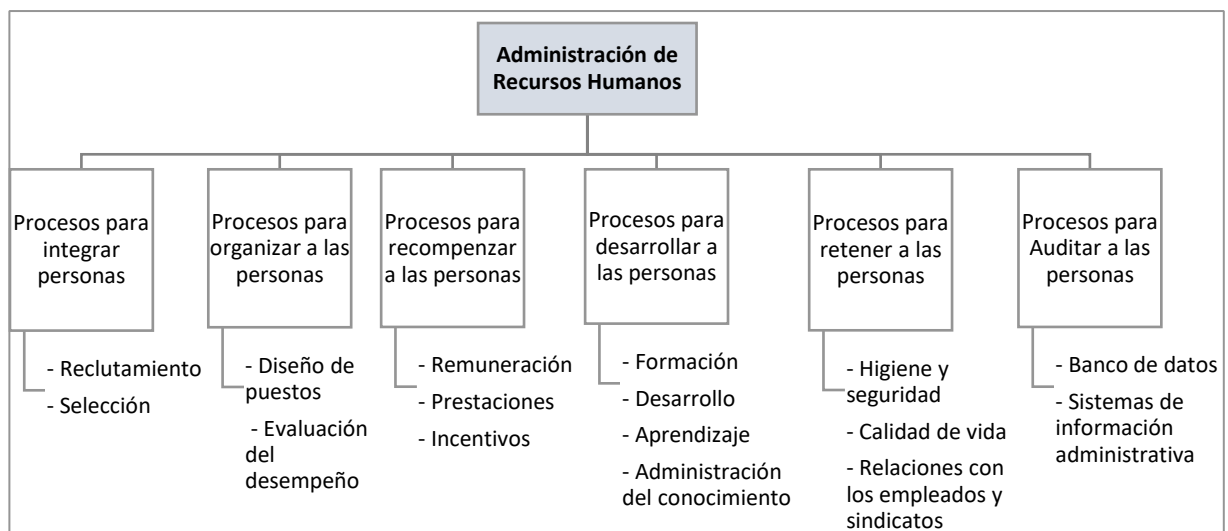 Administración de
Recursos Humanos
Procesos para
integrar
personas
- Reclutamiento
- Selección
Procesos para
organizar a las
personas
- Diseño de
puestos
- Evaluación
del
desempeño
Procesos para
recompenzar
a las personas
- Remuneración
- Prestaciones
- Incentivos
Procesos para
desarrollar a
las personas
- Formación
- Desarrollo
- Aprendizaje
- Administración
del conocimiento
Procesos para
retener a las
personas
- Higiene y
seguridad
- Calidad de vida
- Relaciones con
los empleados y
sindicatos
Procesos para
Auditar a las
personas
- Banco de datos
- Sistemas de
información
administrativa